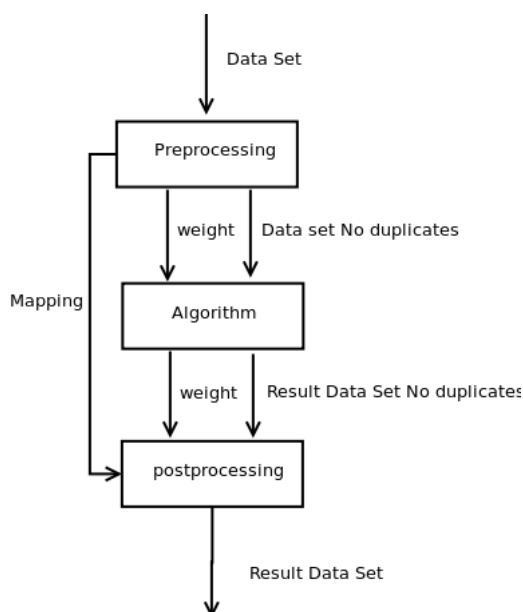 Data Set
Preprocessing
weight
Data set No duplicates
Mapping
Algorithm
weight
Result Data Set No duplicates
postprocessing
Result Data Set